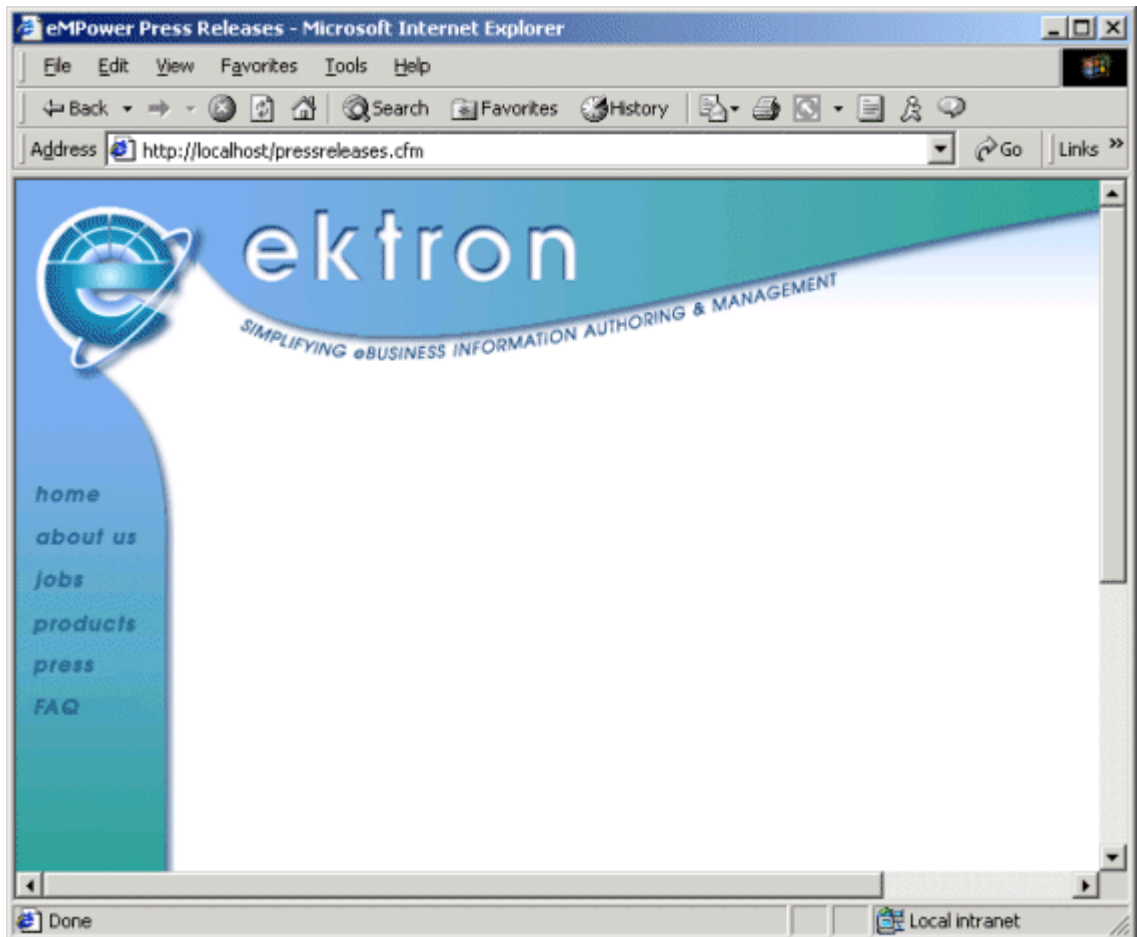 eMPower Press Releases - Microsoft Internet Explorer
File Edit View Favorites Tools Help
Back Search Favorites History
Address http://localhost/pressreleases.cfm Go Links »
ektron
SIMPLIFYING eBUSINESS INFORMATION AUTHORING & MANAGEMENT
home
about us
jobs
products
press
FAQ
Done Local intranet